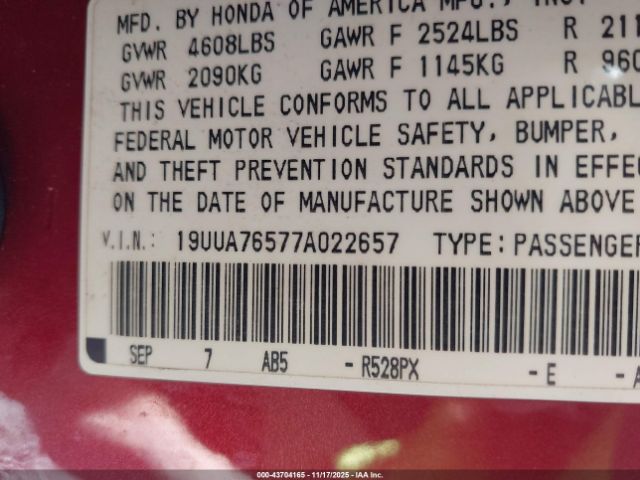 MFD. BY HONDA OF AMERICA MFG., INC.
GVWR 4608LBS GAWR F 2524LBS R 211
GVWR 2090KG GAWR F 1145KG R 960
THIS VEHICLE CONFORMS TO ALL APPLICABL
FEDERAL MOTOR VEHICLE SAFETY, BUMPER,
AND THEFT PREVENTION STANDARDS IN EFFE
ON THE DATE OF MANUFACTURE SHOWN ABOVE
V.I.N.: 19UUA76577A022657 TYPE:PASSENGER
SEP 7 AB5 - R528PX - E - A
000-43704165 | 11/17/2025 | IAA Inc.